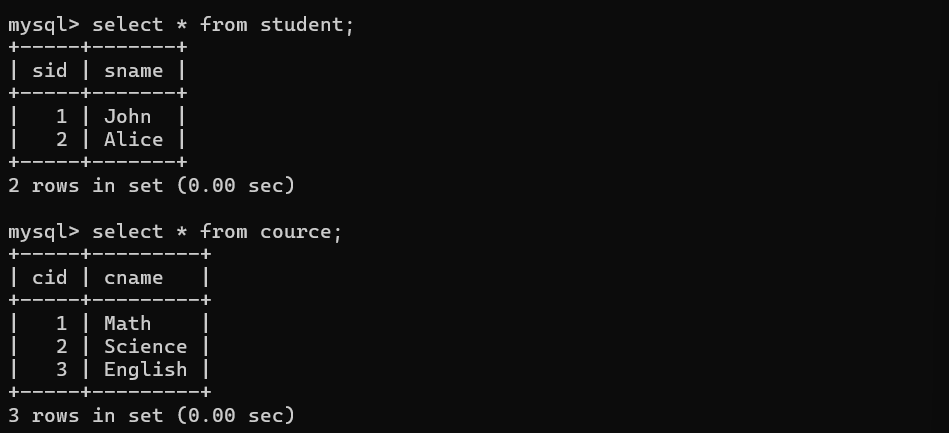 mysql> select * from student;
+-----+-------+
| sid | sname |
+-----+-------+
|   1 | John  |
|   2 | Alice |
+-----+-------+
2 rows in set (0.00 sec)

mysql> select * from cource;
+-----+---------+
| cid | cname   |
+-----+---------+
|   1 | Math    |
|   2 | Science |
|   3 | English |
+-----+---------+
3 rows in set (0.00 sec)